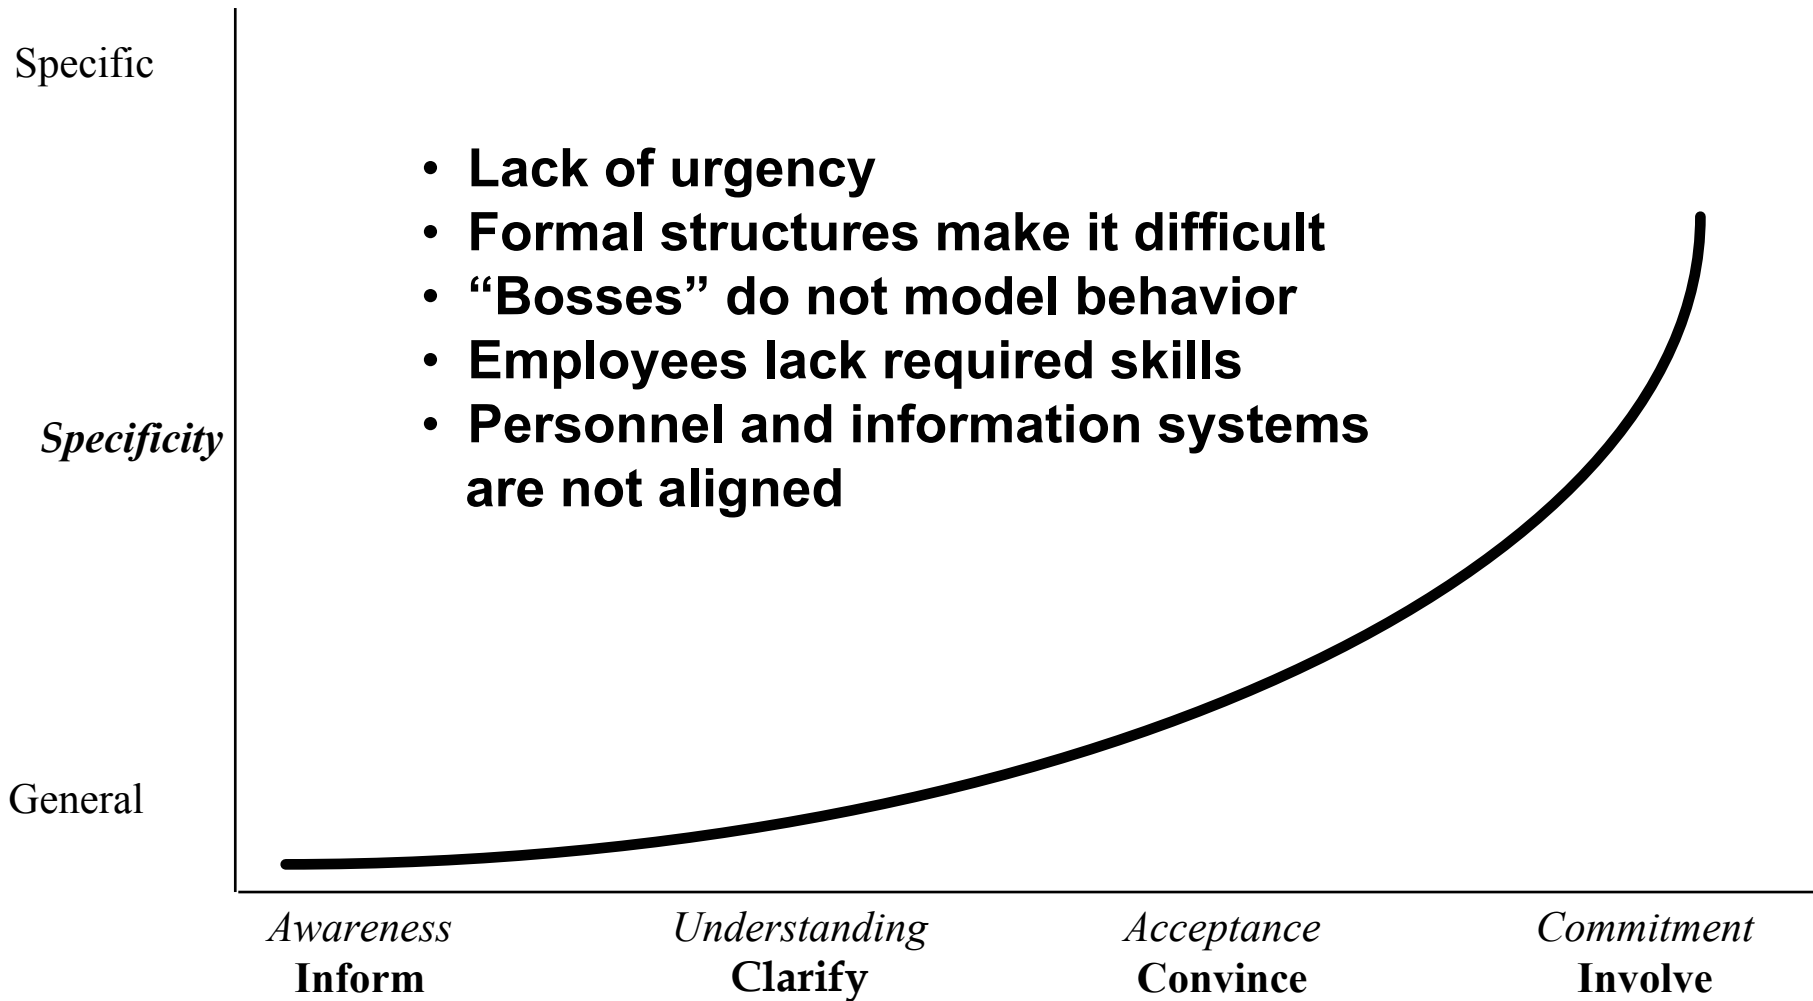 Specific
• Lack of urgency
• Formal structures make it difficult
• “Bosses” do not model behavior
• Employees lack required skills
Specificity
• Personnel and information systems
are not aligned
General
Awareness Understanding Acceptance Commitment
Inform Clarify Convince Involve